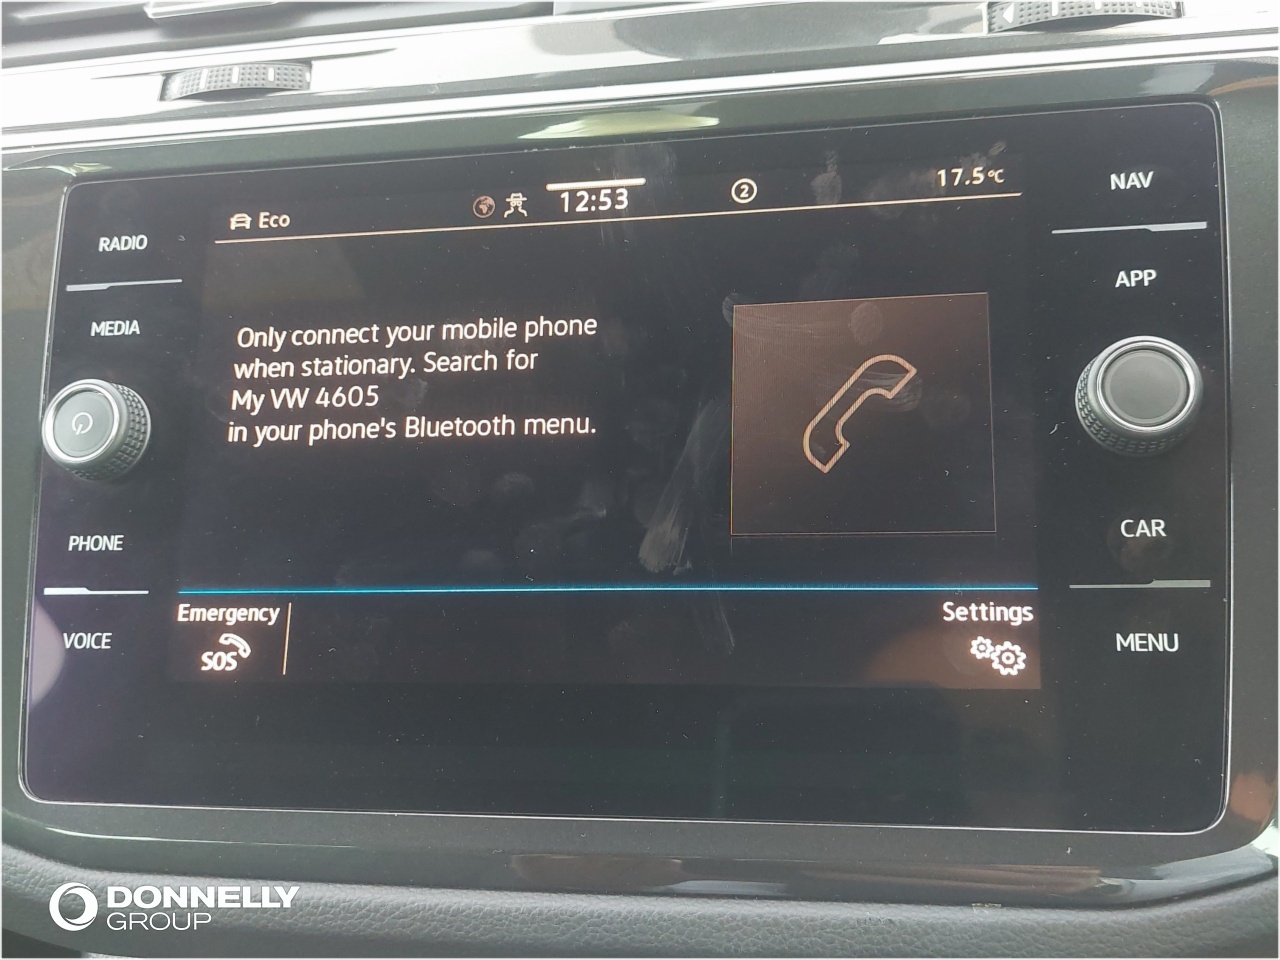 Eco
12:53
2
17.5°C
RADIO
MEDIA
PHONE
VOICE
NAV
APP
CAR
MENU
Only connect your mobile phone
when stationary. Search for
My VW 4605
in your phone's Bluetooth menu.
Emergency
SOS
Settings
DONNELLY
GROUP